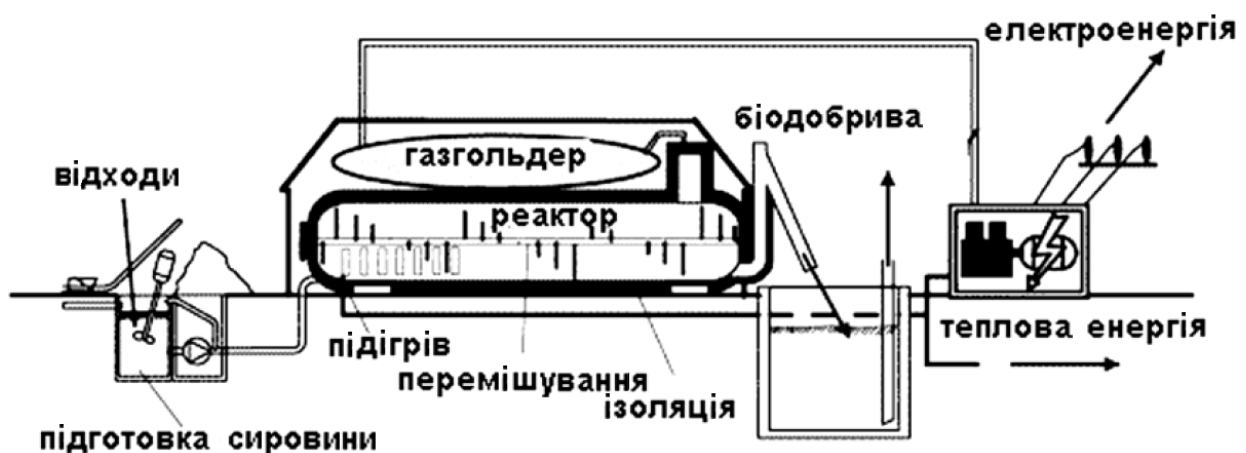 електроенергія
біодобрива
газгольдер
відходи
реактор
теплова енергія
підігрів
перемішування
ізоляція
підготовка сировини